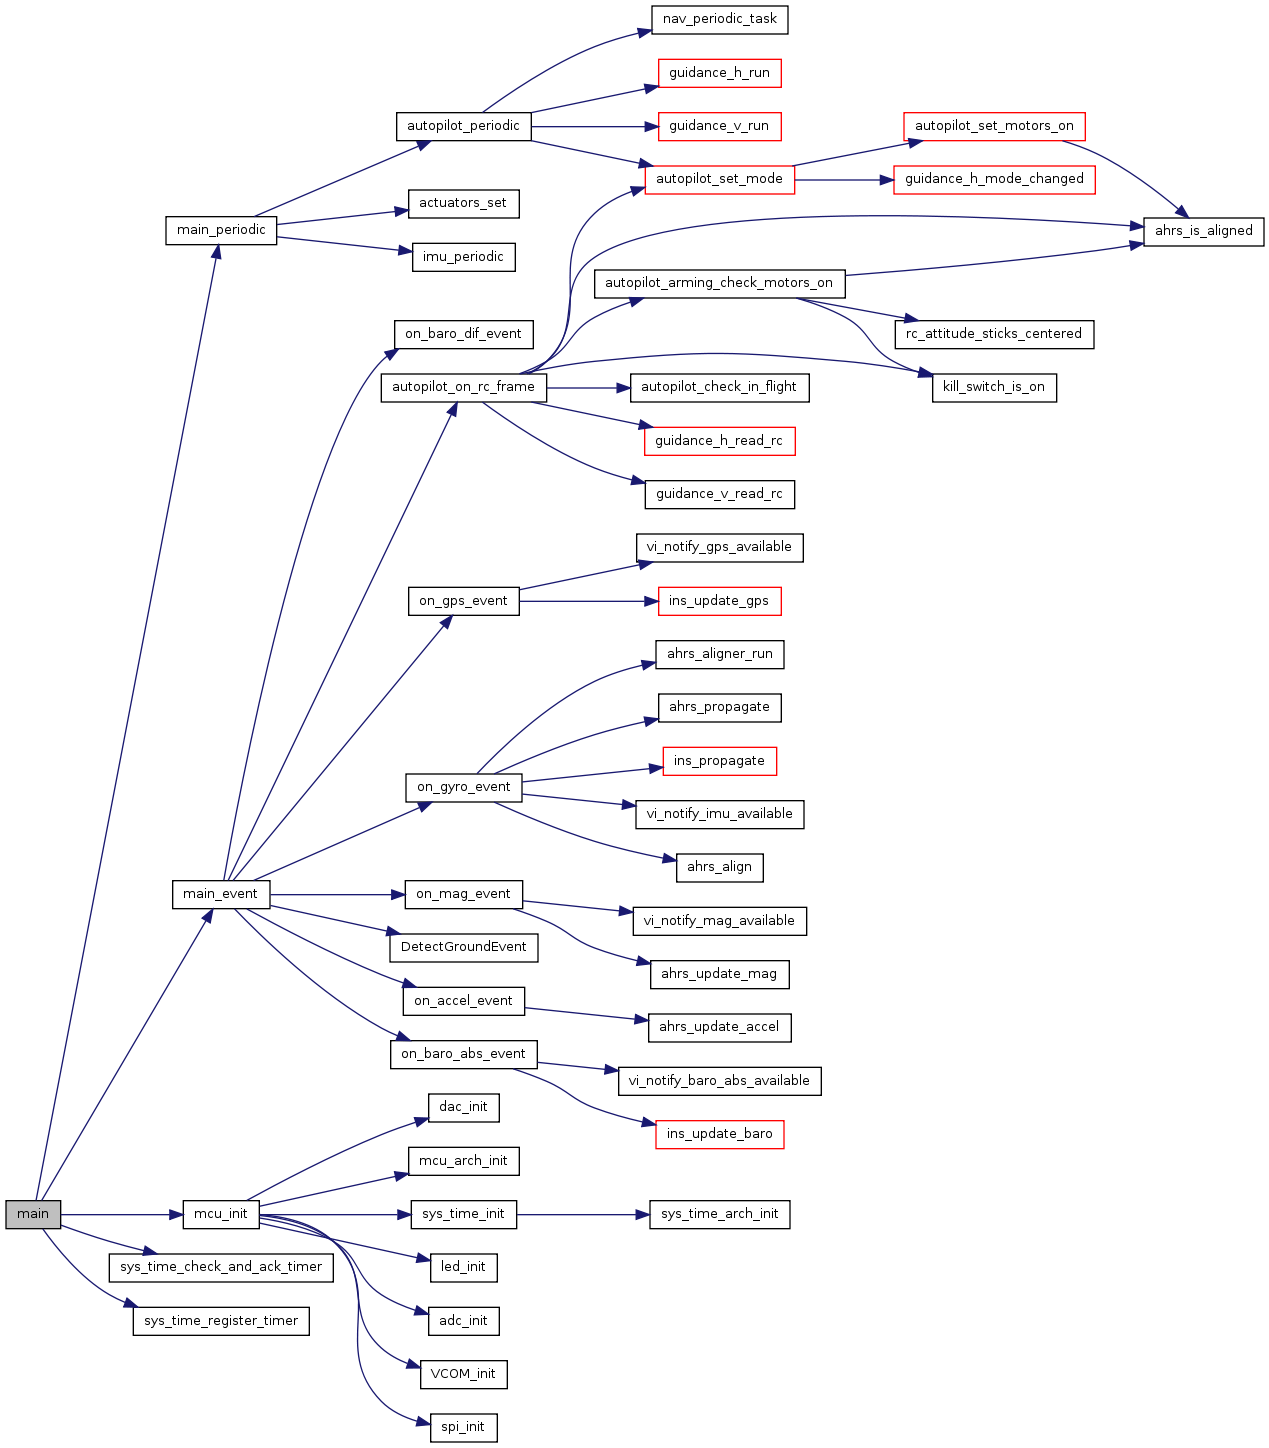 nav_periodic_task
guidance_h_run
autopilot_periodic
guidance_v_run
autopilot_set_motors_on
autopilot_set_mode
guidance_h_mode_changed
actuators_set
main_periodic
ahrs_is_aligned
imu_periodic
autopilot_arming_check_motors_on
on_baro_dif_event
rc_attitude_sticks_centered
autopilot_on_rc_frame
autopilot_check_in_flight
kill_switch_is_on
guidance_h_read_rc
guidance_v_read_rc
vi_notify_gps_available
on_gps_event
ins_update_gps
ahrs_aligner_run
ahrs_propagate
ins_propagate
on_gyro_event
vi_notify_imu_available
ahrs_align
main_event
on_mag_event
vi_notify_mag_available
DetectGroundEvent
ahrs_update_mag
on_accel_event
ahrs_update_accel
on_baro_abs_event
vi_notify_baro_abs_available
dac_init
ins_update_baro
mcu_arch_init
main
mcu_init
sys_time_init
sys_time_arch_init
sys_time_check_and_ack_timer
led_init
sys_time_register_timer
adc_init
VCOM_init
spi_init